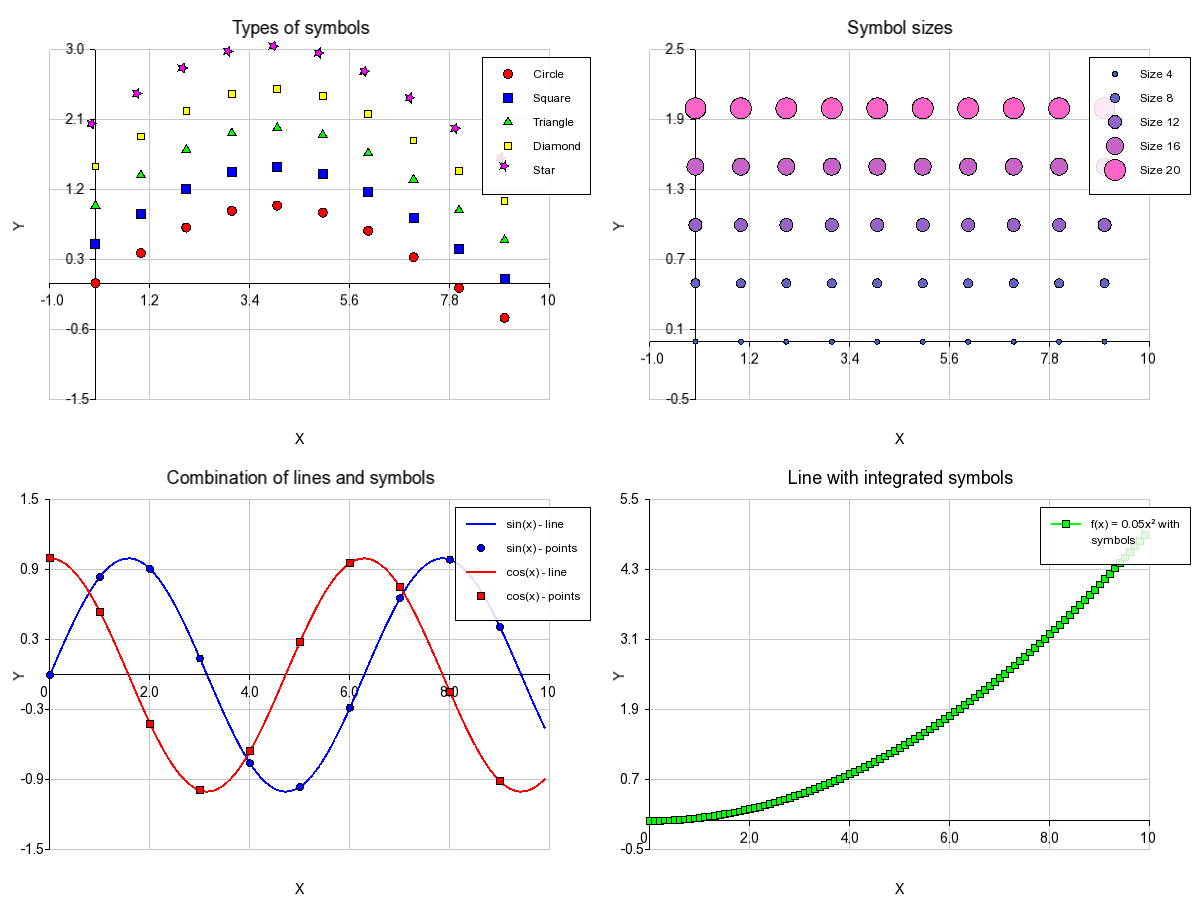 Types of symbols
3.0
2.1
1.2
0.3
-0.6
-1.5
-1.0
1.2
3.4
5.6
7.8
10
Y
X
Circle
Square
Triangle
Diamond
Star
Symbol sizes
2.5
1.9
1.3
0.7
0.1
-0.5
-1.0
1.2
3.4
5.6
7.8
10
Y
X
Size 4
Size 8
Size 12
Size 16
Size 20
Combination of lines and symbols
1.5
0.9
0.3
-0.3
-0.9
-1.5
0
2.0
4.0
6.0
8.0
10
Y
X
sin(x) - line
sin(x) - points
cos(x) - line
cos(x) - points
Line with integrated symbols
5.5
4.3
3.1
1.9
0.7
-0.5
0
2.0
4.0
6.0
8.0
10
Y
X
f(x) = 0.05x² with
symbols